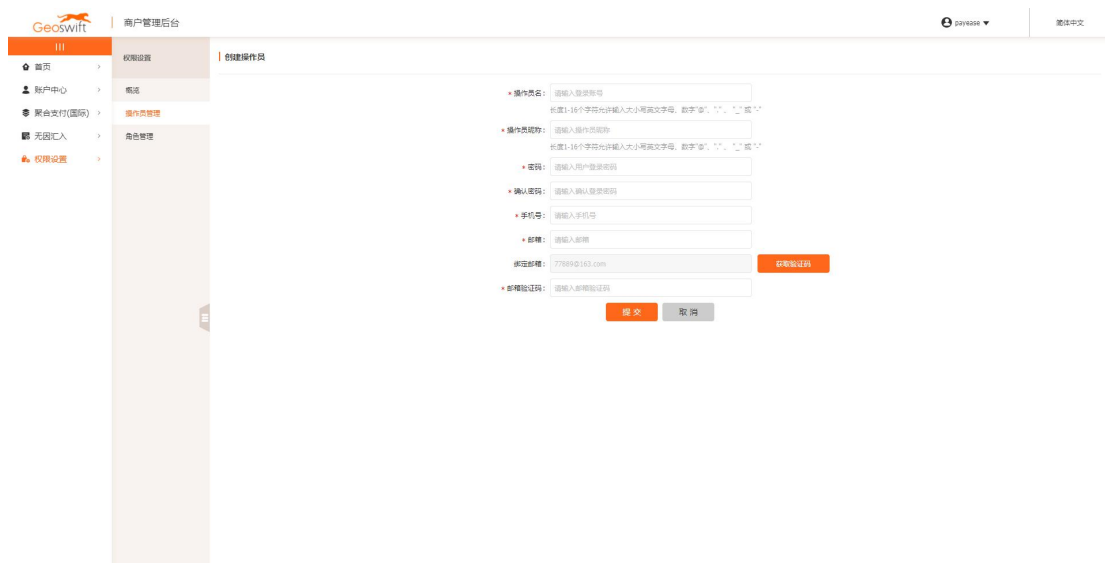 Geoswift
商户管理后台
payease ▼
简体中文
首页
账户中心
聚合支付(国际)
无因汇入
权限设置
权限设置
概览
操作员管理
角色管理
创建操作员
* 操作员名: 请输入登录账号
长度1-16个字符允许输入大小写英文字母、数字"@"、"."、"_"或"-"
* 操作员昵称: 请输入操作员昵称
长度1-16个字符允许输入大小写英文字母、数字"@"、"."、"_"或"-"
* 密码: 请输入用户登录密码
* 确认密码: 请输入确认登录密码
* 手机号: 请输入手机号
* 邮箱: 请输入邮箱
绑定邮箱: 77889@163.com 获取验证码
* 邮箱验证码: 请输入邮箱验证码
提 交 取 消